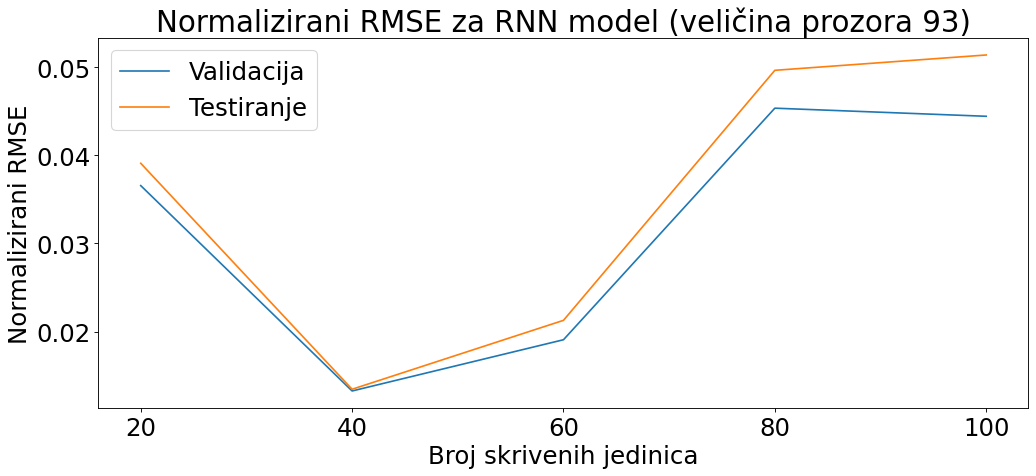 Normalizirani RMSE za RNN model (veličina prozora 93)
Validacija
Testiranje
Normalizirani RMSE
0.05
0.04
0.03
0.02
20 40 60 80 100
Broj skrivenih jedinica